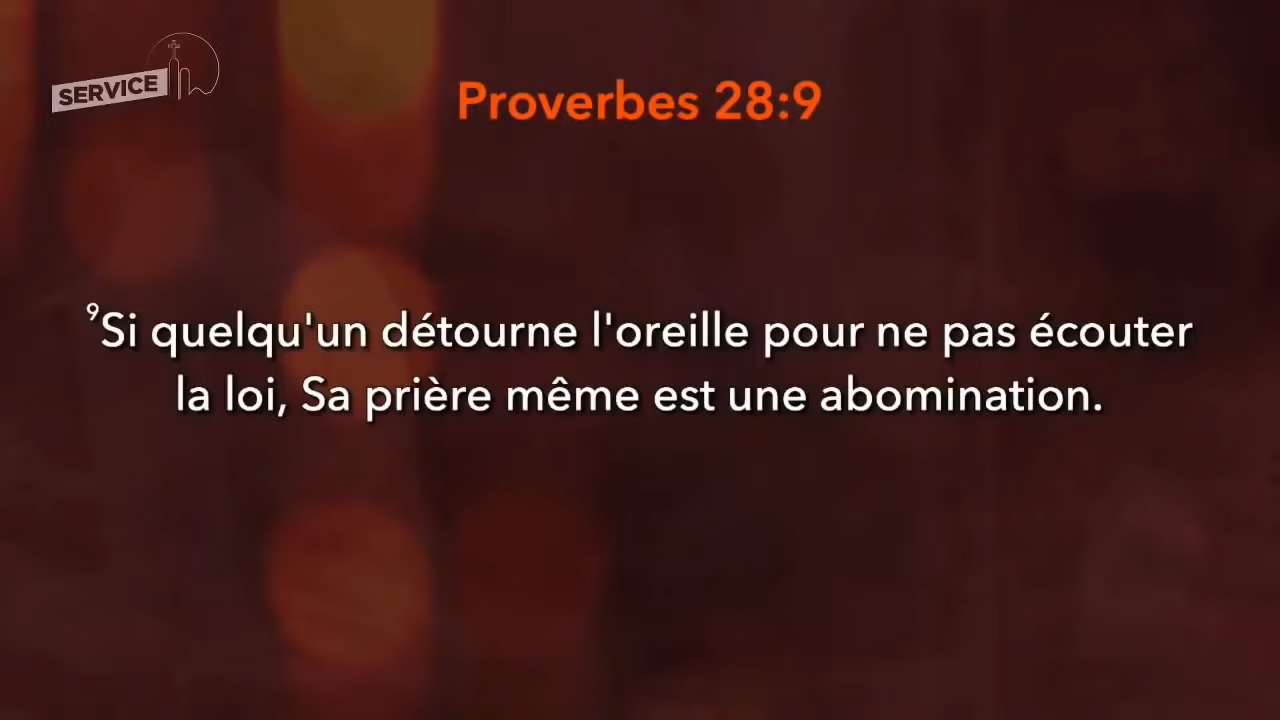 SERVICE
Proverbes 28:9
⁹Si quelqu'un détourne l'oreille pour ne pas écouter
la loi, Sa prière même est une abomination.